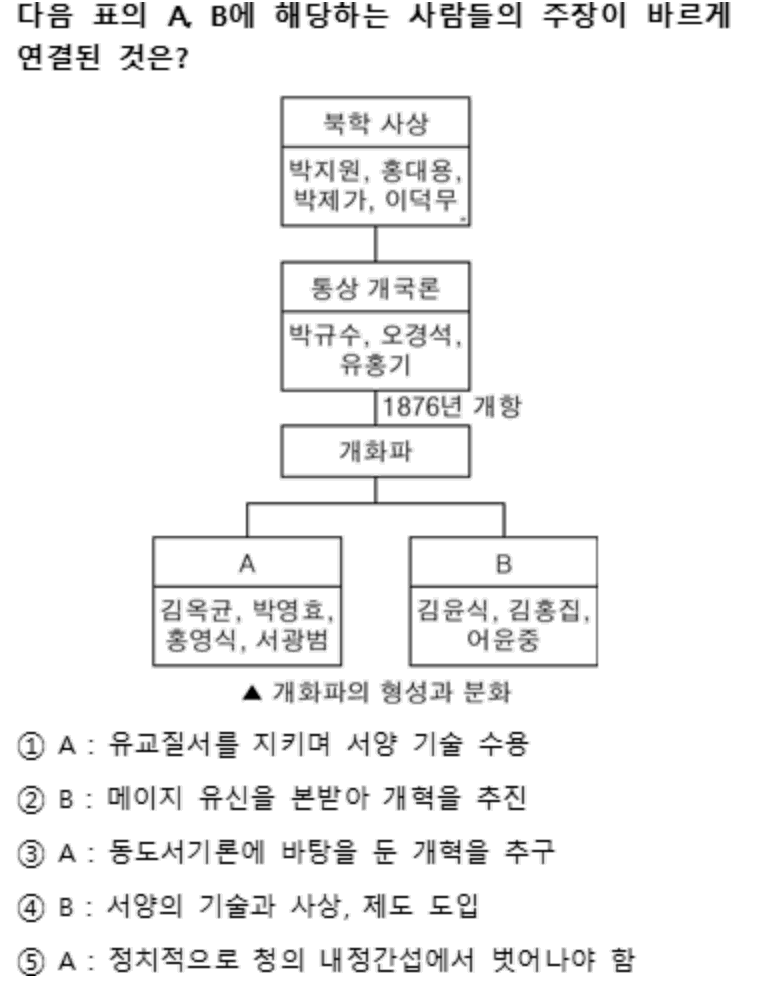 다음 표의 A, B에 해당하는 사람들의 주장이 바르게
연결된 것은?
북학 사상
박지원, 홍대용,
박제가, 이덕무
통상 개국론
박규수, 오경석,
유홍기
1876년 개항
개화파
A
김옥균, 박영효,
홍영식, 서광범
B
김윤식, 김홍집,
어윤중
▲ 개화파의 형성과 분화
① A : 유교질서를 지키며 서양 기술 수용
② B : 메이지 유신을 본받아 개혁을 추진
③ A : 동도서기론에 바탕을 둔 개혁을 추구
④ B : 서양의 기술과 사상, 제도 도입
⑤ A : 정치적으로 청의 내정간섭에서 벗어나야 함